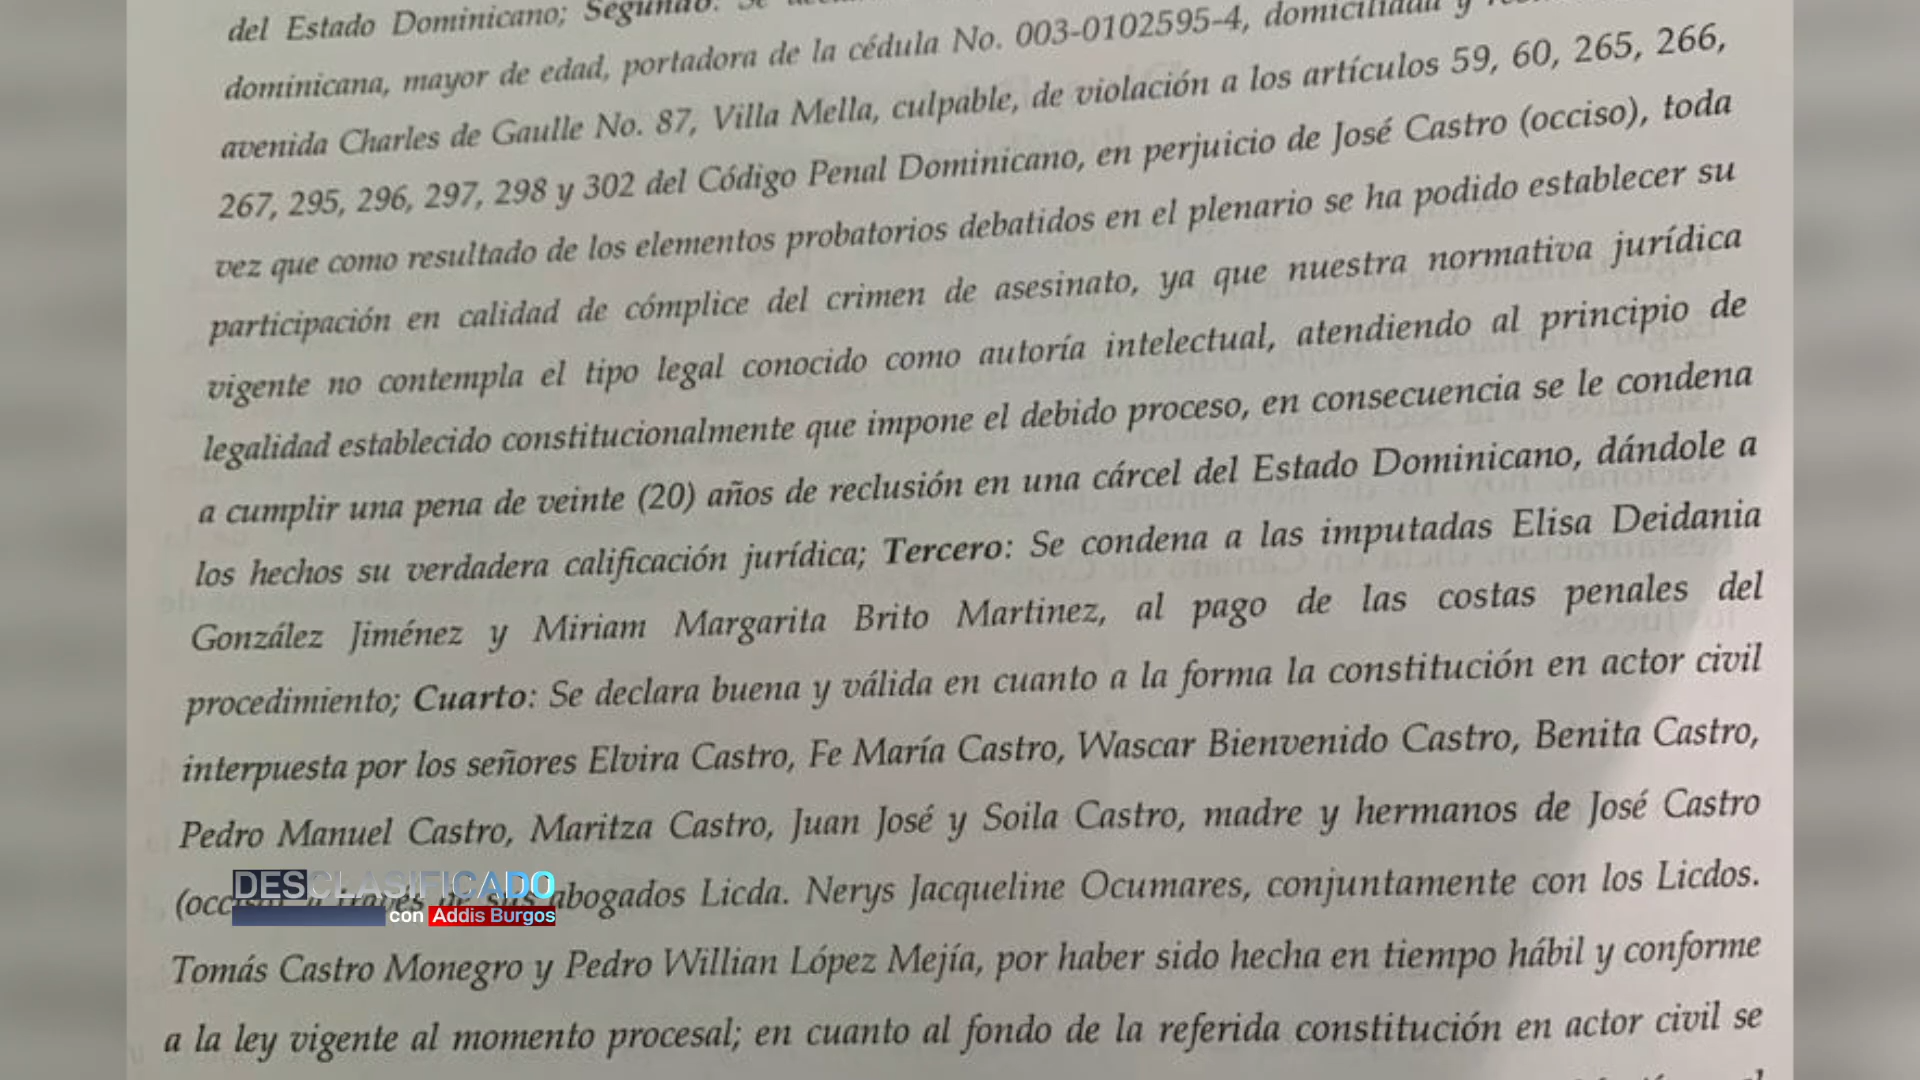 del Estado Dominicano; Segundo: Se
dominicana, mayor de edad, portadora de la cédula No. 003-0102595-4, domiciliada y
avenida Charles de Gaulle No. 87, Villa Mella, culpable, de violación a los artículos 59, 60, 265, 266,
267, 295, 296, 297, 298 y 302 del Código Penal Dominicano, en perjuicio de José Castro (occiso), toda
vez que como resultado de los elementos probatorios debatidos en el plenario se ha podido establecer su
participación en calidad de cómplice del crimen de asesinato, ya que nuestra normativa jurídica
vigente no contempla el tipo legal conocido como autoría intelectual, atendiendo al principio de
legalidad establecido constitucionalmente que impone el debido proceso, en consecuencia se le condena
a cumplir una pena de veinte (20) años de reclusión en una cárcel del Estado Dominicano, dándole a
los hechos su verdadera calificación jurídica; Tercero: Se condena a las imputadas Elisa Deidania
González Jiménez y Miriam Margarita Brito Martinez, al pago de las costas penales del
procedimiento; Cuarto: Se declara buena y válida en cuanto a la forma la constitución en actor civil
interpuesta por los señores Elvira Castro, Fe María Castro, Wascar Bienvenido Castro, Benita Castro,
Pedro Manuel Castro, Maritza Castro, Juan José y Soila Castro, madre y hermanos de José Castro
abogados Licda. Nerys Jacqueline Ocumares, conjuntamente con los Licdos.
DESCLASIFICADO
con Addis Burgos
Tomás Castro Monegro y Pedro Willian López Mejía, por haber sido hecha en tiempo hábil y conforme
a la ley vigente al momento procesal; en cuanto al fondo de la referida constitución en actor civil se